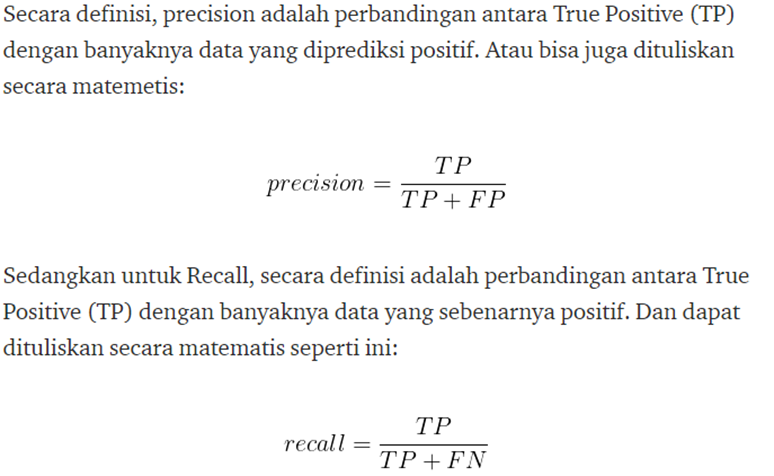 Secara definisi, precision adalah perbandingan antara True Positive (TP)
dengan banyaknya data yang diprediksi positif. Atau bisa juga dituliskan
secara matemetis:
precision = TP / TP + FP
Sedangkan untuk Recall, secara definisi adalah perbandingan antara True
Positive (TP) dengan banyaknya data yang sebenarnya positif. Dan dapat
dituliskan secara matematis seperti ini:
recall = TP / TP + FN